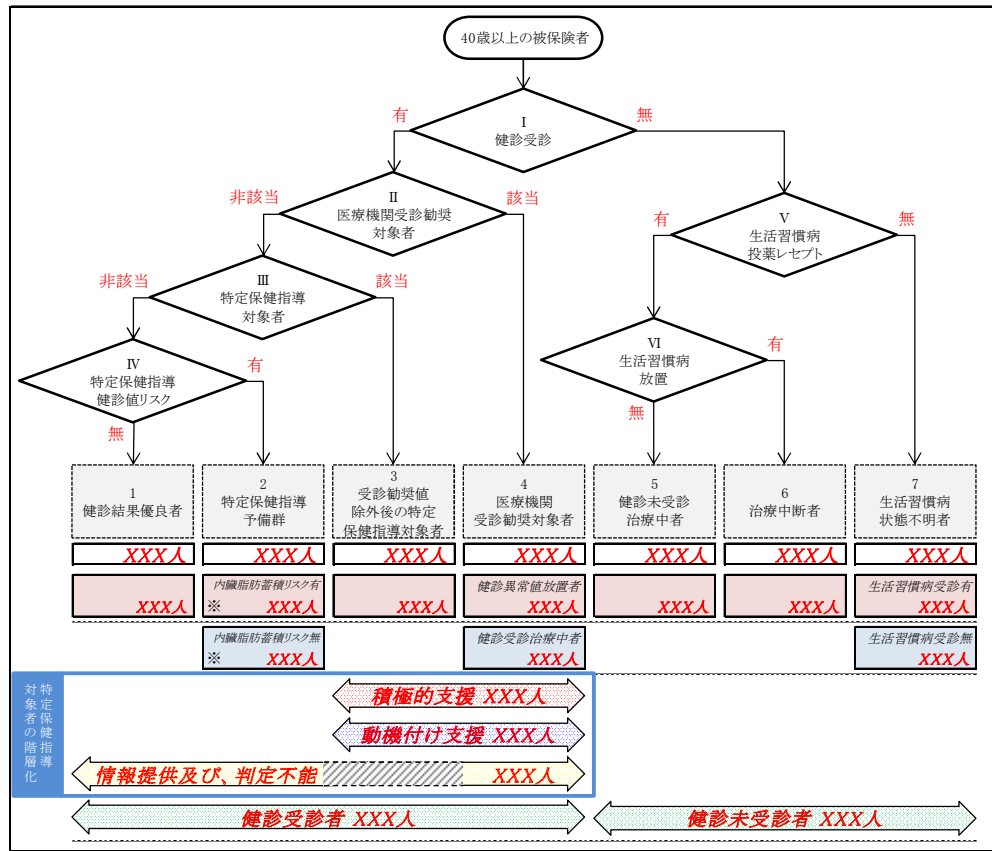 40歳以上の被保険者
Ⅰ
健診受診
有
無
Ⅱ
医療機関受診勧奨
対象者
非該当
該当
Ⅴ
生活習慣病
投薬レセプト
有
無
Ⅲ
特定保健指導
対象者
非該当
該当
Ⅵ
生活習慣病
放置
有
無
Ⅳ
特定保健指導
健診値リスク
有
無
1
健診結果優良者
2
特定保健指導
予備群
3
受診勧奨値
除外後の特定
保健指導対象者
4
医療機関
受診勧奨対象者
5
健診未受診
治療中者
6
治療中断者
7
生活習慣病
状態不明者
XXX人
XXX人
XXX人
XXX人
XXX人
XXX人
XXX人
XXX人
内臓脂肪蓄積リスク有
※ XXX人
XXX人
健診異常値放置者
XXX人
XXX人
XXX人
生活習慣病受診有
XXX人
内臓脂肪蓄積リスク無
※ XXX人
健診受診治療中者
XXX人
生活習慣病受診無
XXX人
特定保健指導
対象者の階層化
積極的支援 XXX人
動機付け支援 XXX人
情報提供及び、判定不能 XXX人
健診受診者 XXX人
健診未受診者 XXX人